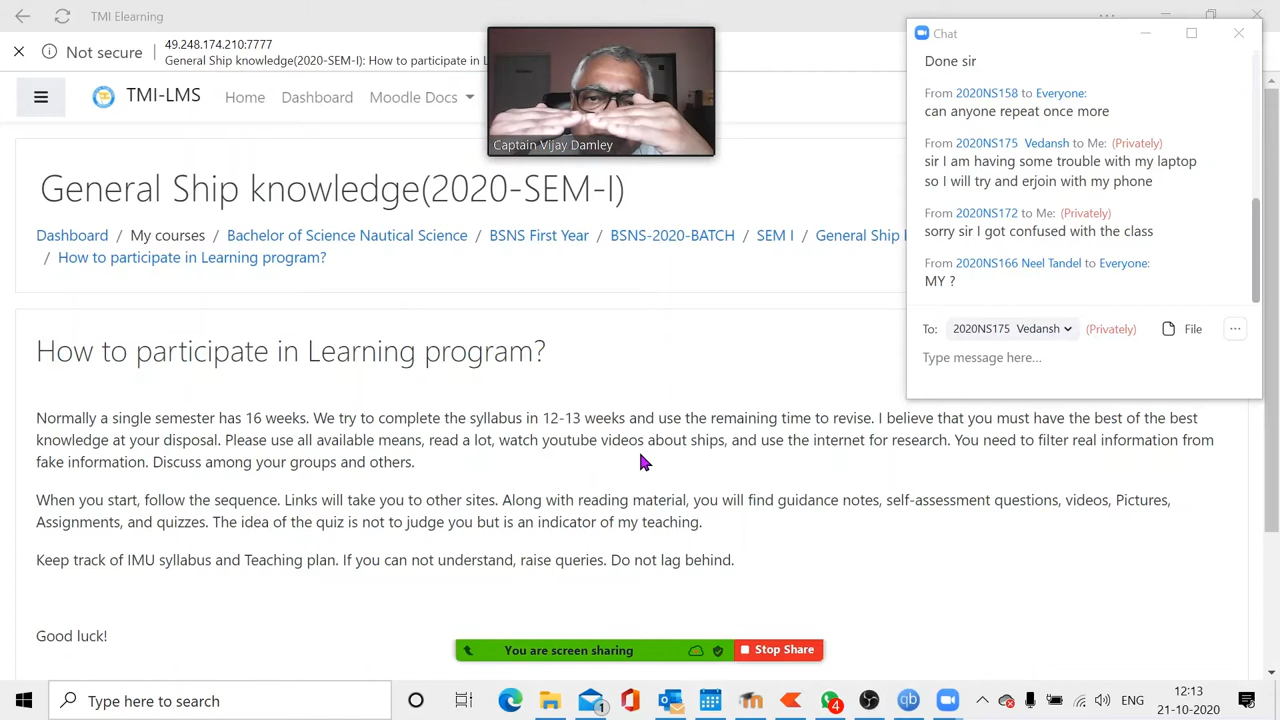 TMI Elearning
Not secure
49.248.174.210:7777
General Ship knowledge(2020-SEM-I): How to participate in L
TMI-LMS
Home
Dashboard
Moodle Docs
Captain Vijay Damley
General Ship knowledge(2020-SEM-I)
Dashboard / My courses / Bachelor of Science Nautical Science / BSNS First Year / BSNS-2020-BATCH / SEM I / General Ship
/ How to participate in Learning program?
How to participate in Learning program?
Normally a single semester has 16 weeks. We try to complete the syllabus in 12-13 weeks and use the remaining time to revise. I believe that you must have the best of the best
knowledge at your disposal. Please use all available means, read a lot, watch youtube videos about ships, and use the internet for research. You need to filter real information from
fake information. Discuss among your groups and others.
When you start, follow the sequence. Links will take you to other sites. Along with reading material, you will find guidance notes, self-assessment questions, videos, Pictures,
Assignments, and quizzes. The idea of the quiz is not to judge you but is an indicator of my teaching.
Keep track of IMU syllabus and Teaching plan. If you can not understand, raise queries. Do not lag behind.
Good luck!
Chat
Done sir
From 2020NS158 to Everyone:
can anyone repeat once more
From 2020NS175 Vedansh to Me: (Privately)
sir I am having some trouble with my laptop
so I will try and erjoin with my phone
From 2020NS172 to Me: (Privately)
sorry sir I got confused with the class
From 2020NS166 Neel Tandel to Everyone:
MY ?
To: 2020NS175 Vedansh (Privately) File
Type message here...
You are screen sharing
Stop Share
Type here to search
1
4
ENG
12:13
21-10-2020